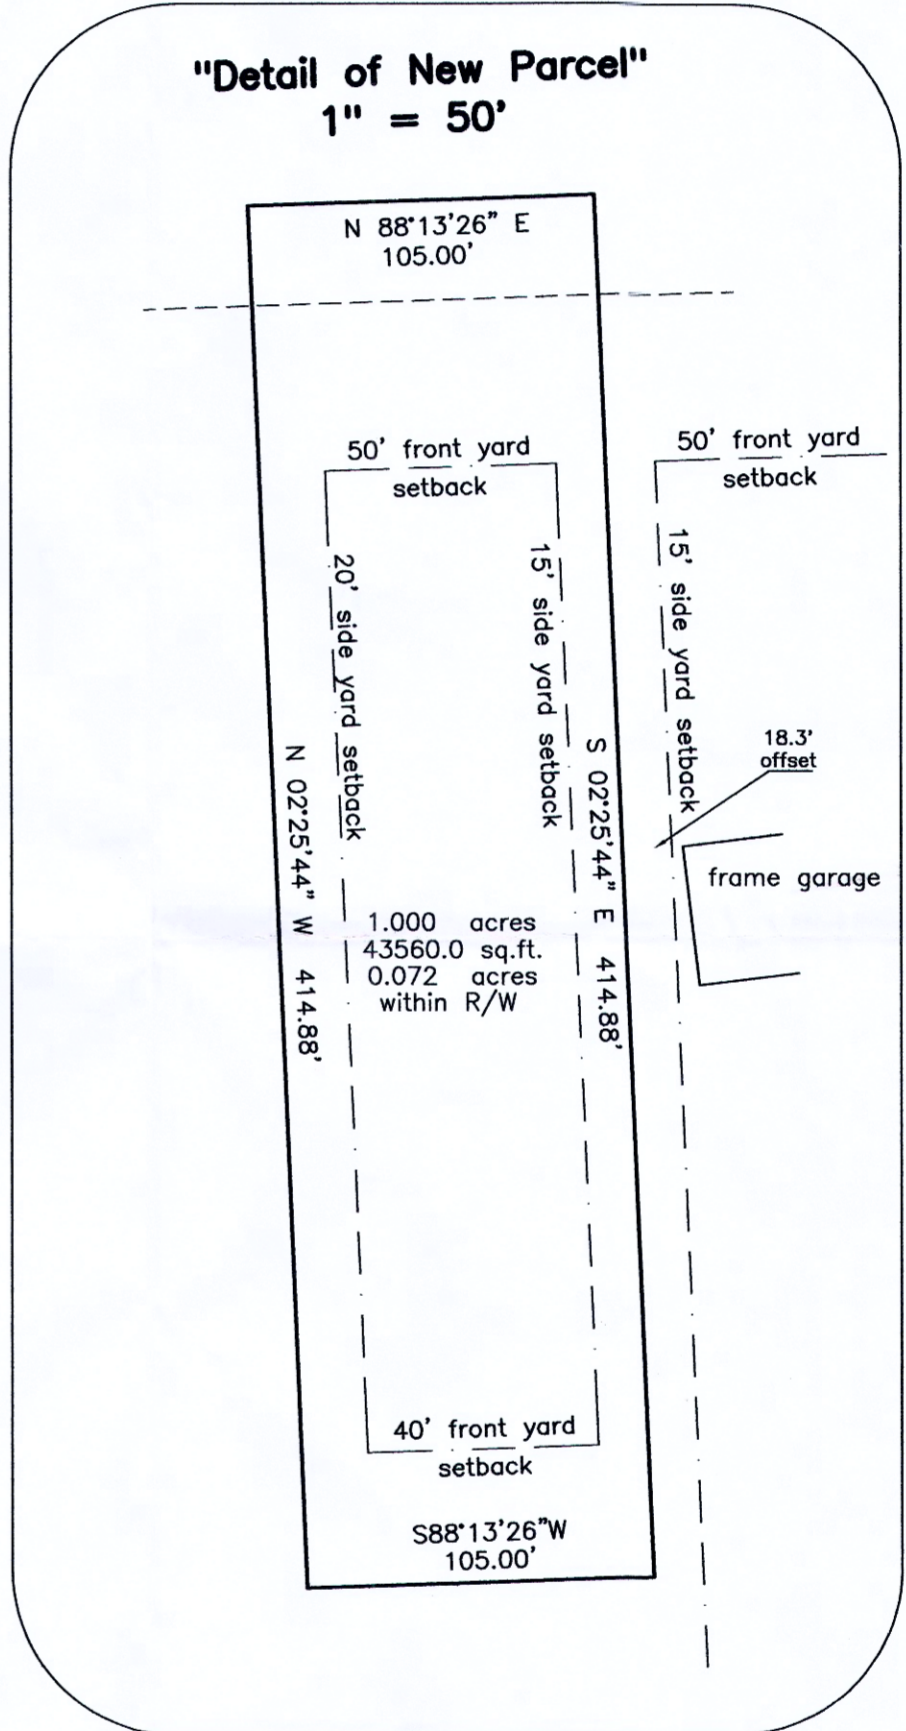 "Detail of New Parcel"
1" = 50'
N 88°13'26" E
105.00'
50' front yard
setback
50' front yard
setback
20' side yard setback
15' side yard setback
15' side yard setback
N 02°25'44" W 414.88'
S 02°25'44" E 414.88'
18.3'
offset
frame garage
1.000 acres
43560.0 sq.ft.
0.072 acres
within R/W
40' front yard
setback
S88°13'26"W
105.00'